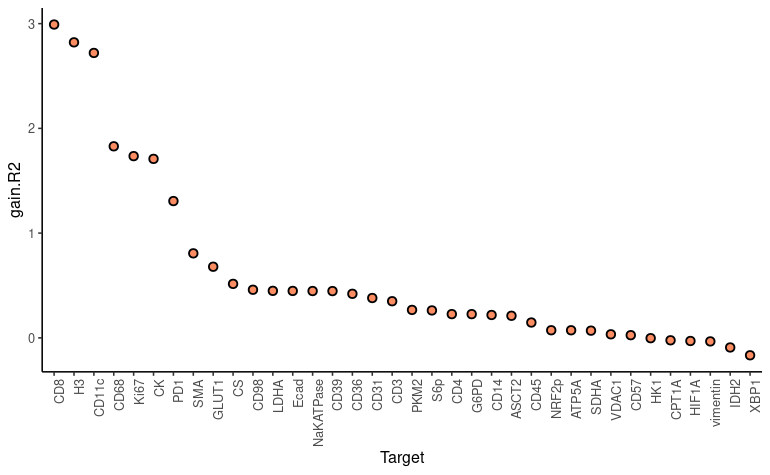 gain.R2
3
2
1
0
CD8
H3
CD11c
CD68
Ki67
CK
PD1
SMA
GLUT1
CS
CD98
LDHA
Ecad
NaKATPase
CD39
CD36
CD31
CD3
PKM2
S6p
CD4
G6PD
CD14
ASCT2
CD45
NRF2p
ATP5A
SDHA
VDAC1
CD57
HK1
CPT1A
HIF1A
vimentin
IDH2
XBP1
Target